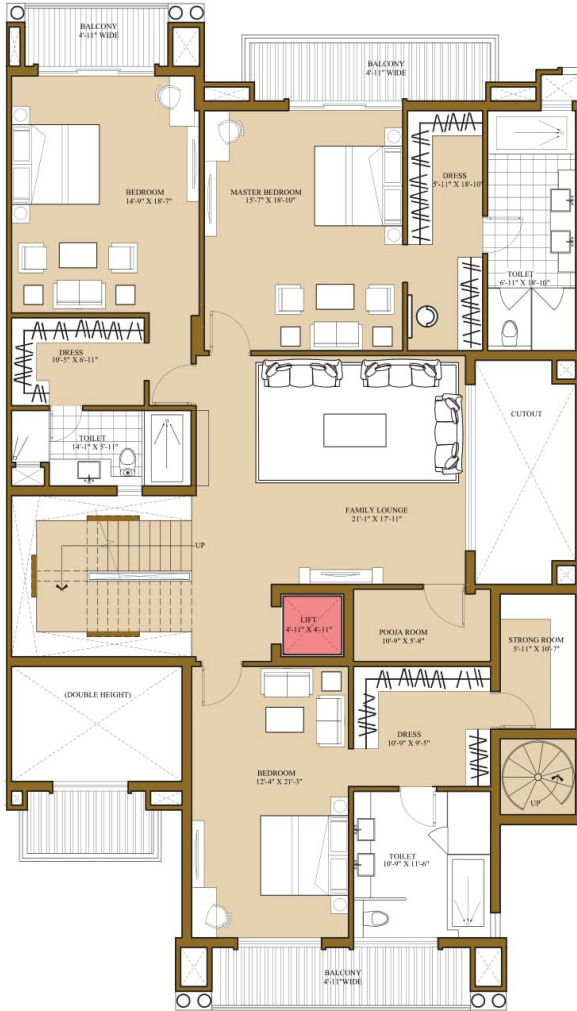 BALCONY
4'-11" WIDE
BALCONY
4'-11" WIDE
BEDROOM
14'-9" X 18'-7"
MASTER BEDROOM
15'-7" X 18'-10"
DRESS
5'-11" X 18'-10"
TOILET
6'-11" X 18'-10"
DRESS
10'-5" X 6'-11"
TOILET
14'-1" X 5'-11"
CUTOUT
FAMILY LOUNGE
21'-1" X 17'-11"
UP
LIFT
4'-11" X 4'-11"
POOJA ROOM
10'-9" X 5'-8"
STRONG ROOM
5'-11" X 10'-7"
(DOUBLE HEIGHT)
DRESS
10'-9" X 9'-5"
BEDROOM
12'-4" X 21'-3"
UP
TOILET
10'-9" X 11'-6"
BALCONY
4'-11"WIDE